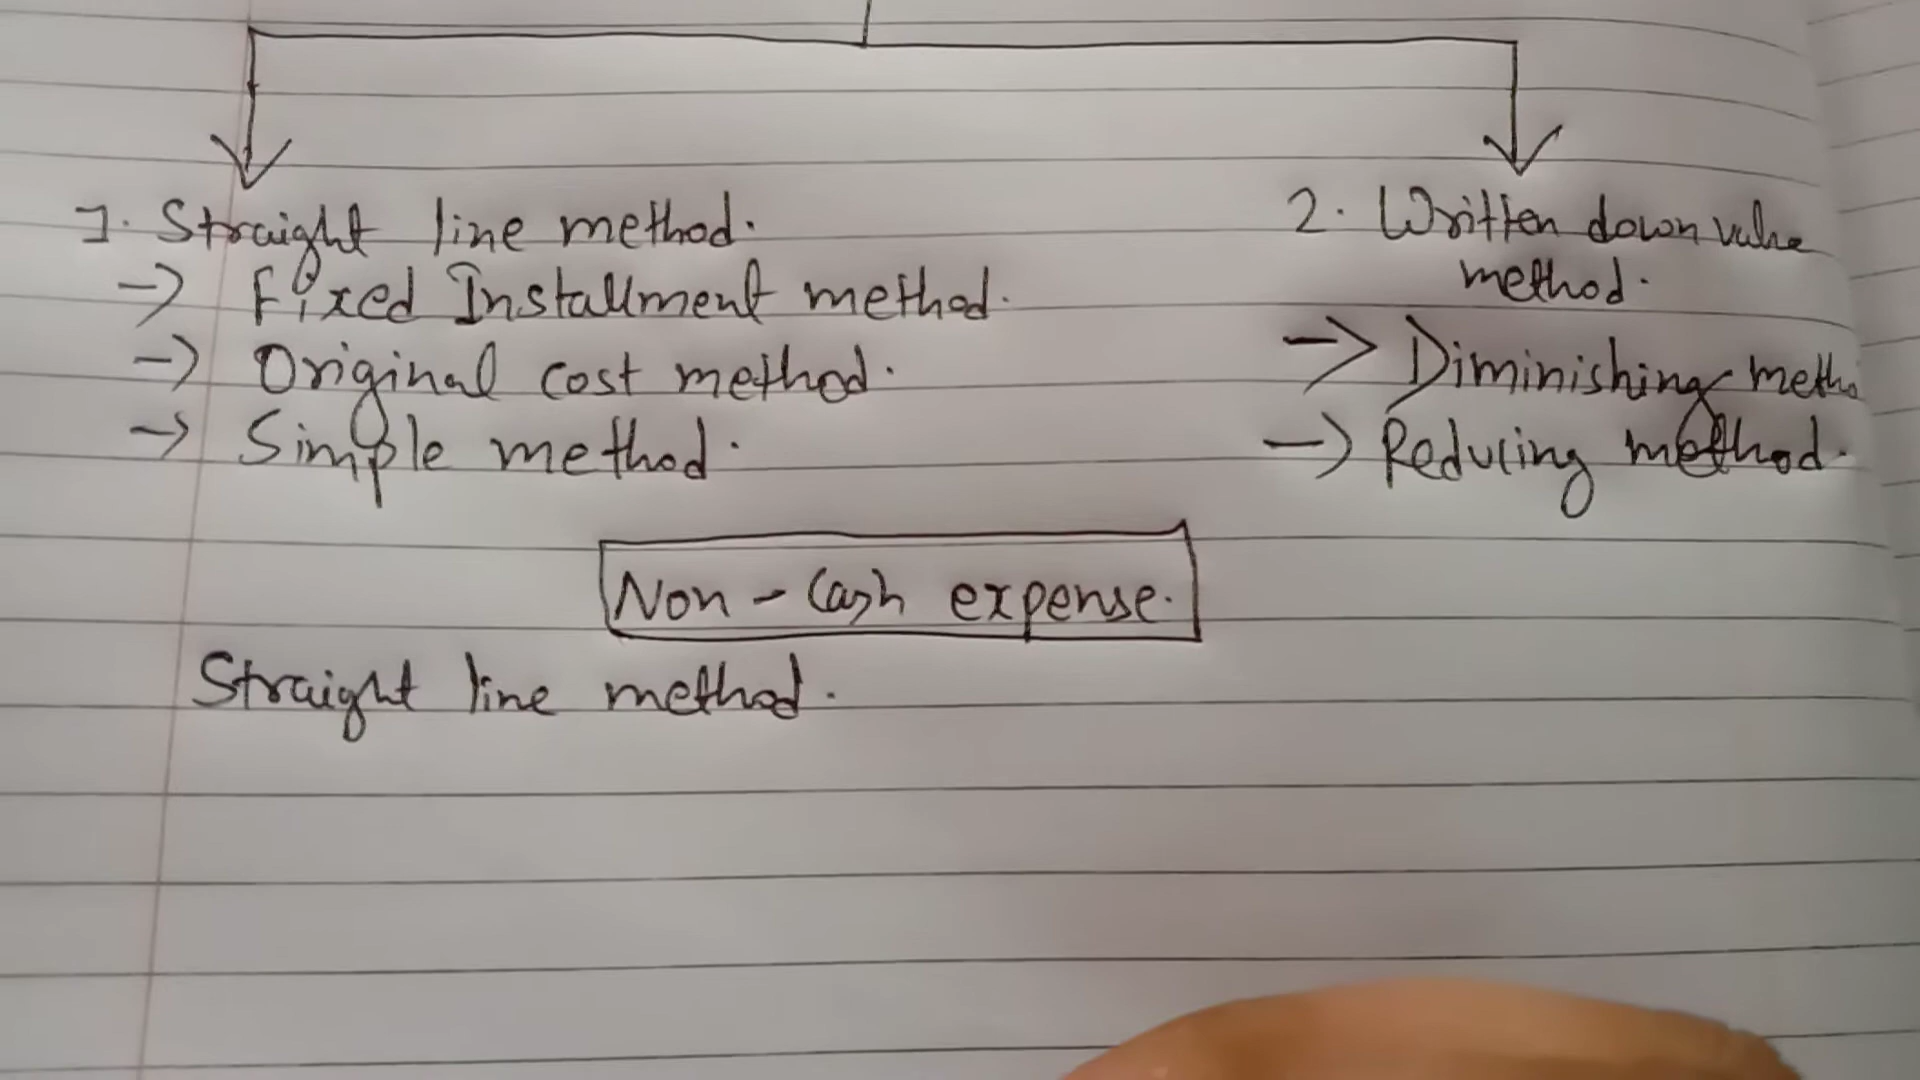 1. Straight line method.
-> Fixed Installment method.
-> Original cost method.
-> Simple method.
2. Written down value
method.
-> Diminishing metho
-> Reducing method.
Non - Cash expense.
Straight line method.